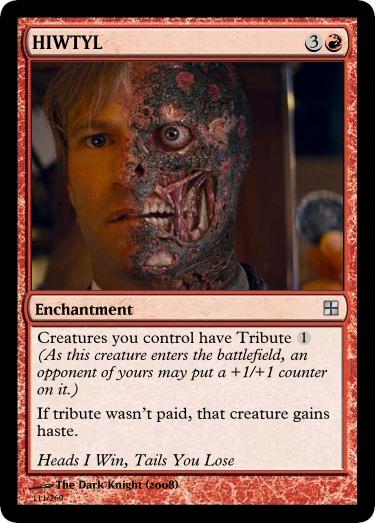 HIWTYL 3
Enchantment
Creatures you control have Tribute 1
(As this creature enters the battlefield, an
opponent of yours may put a +1/+1 counter
on it.)
If tribute wasn't paid, that creature gains
haste.
Heads I Win, Tails You Lose
The Dark Knight (2008)
111/269